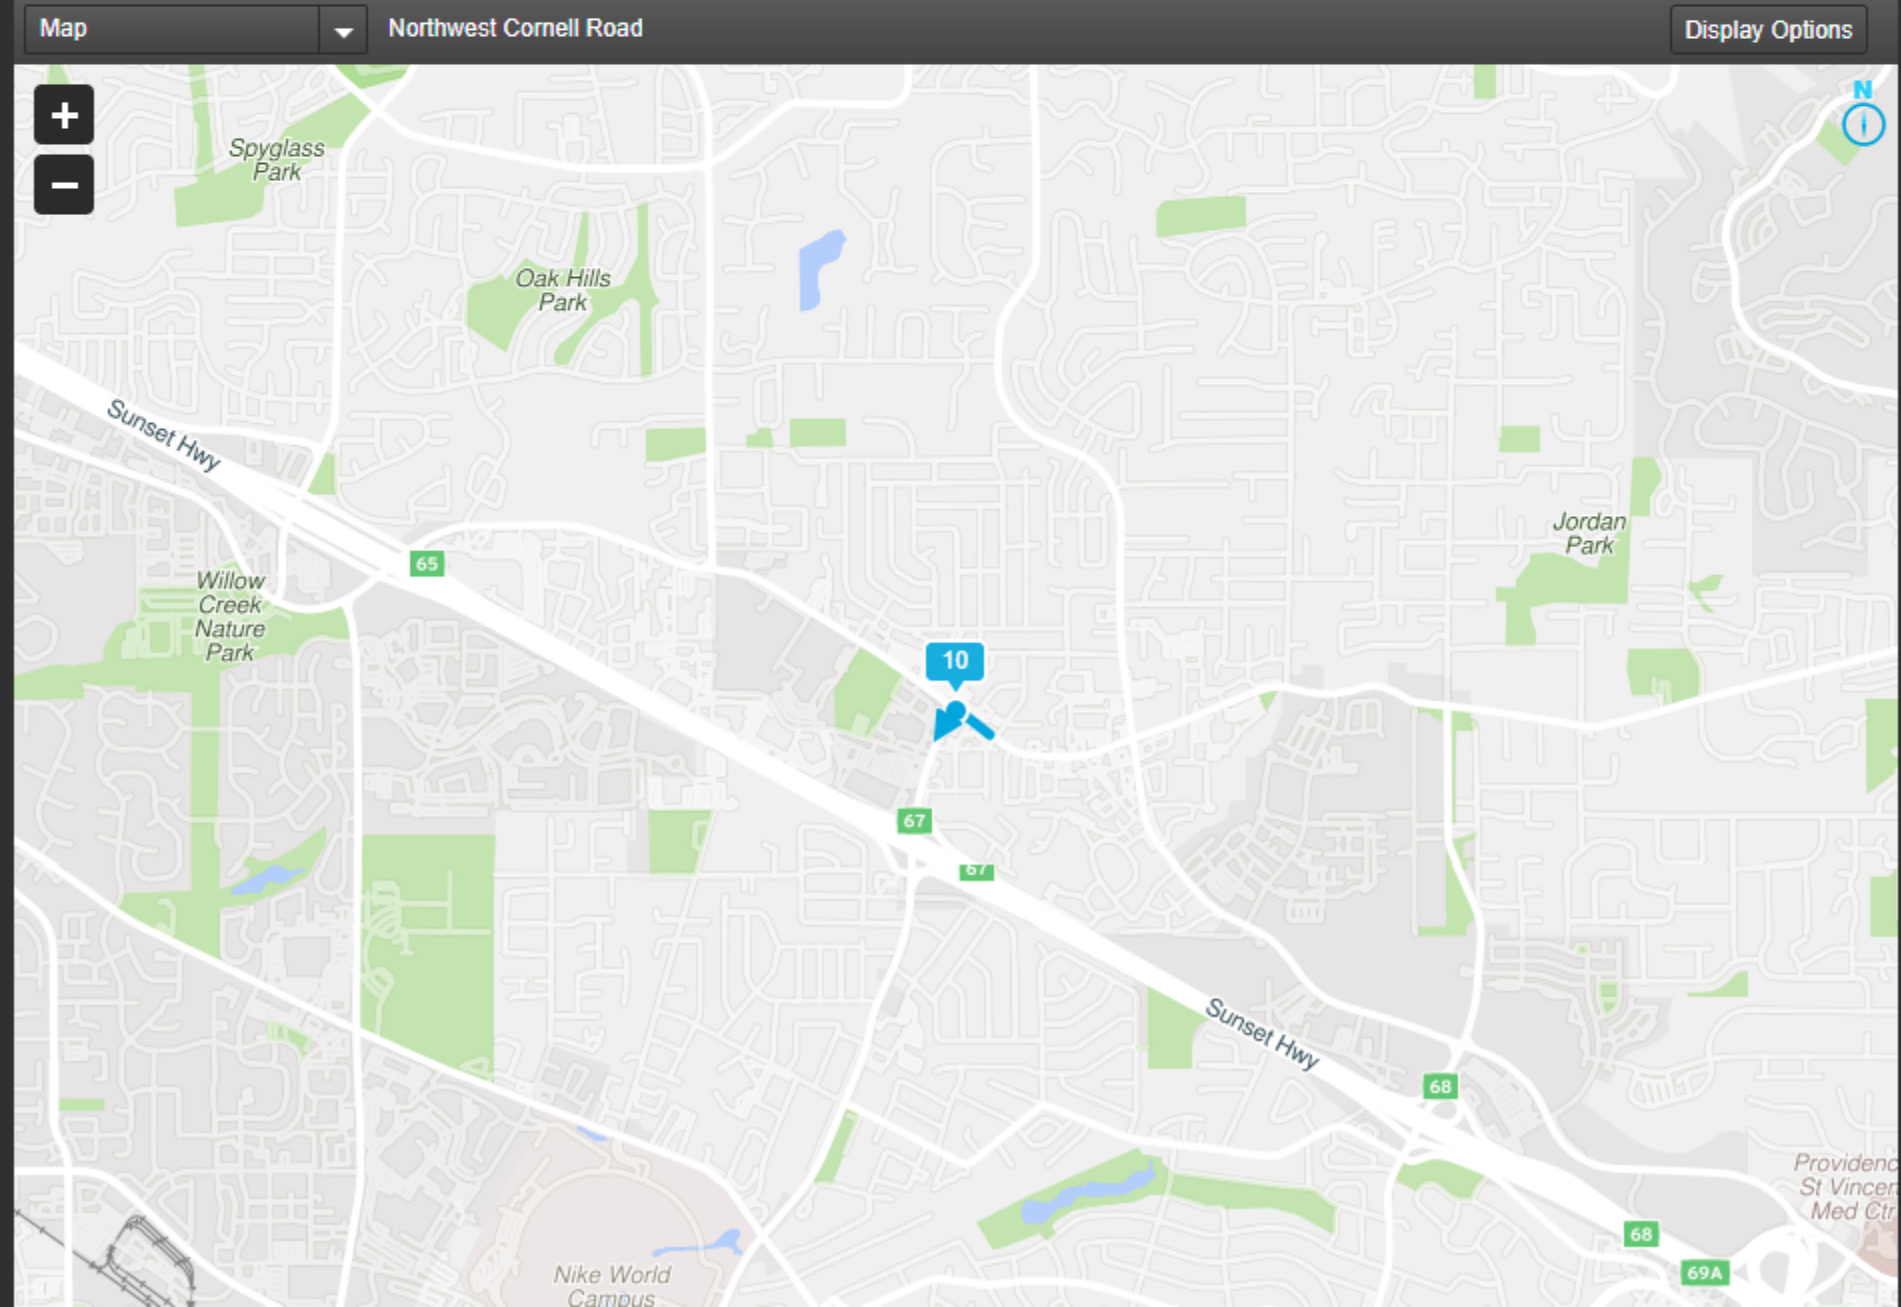 Map
Northwest Cornell Road
Display Options
+
N
Spyglass
Park
−
Oak Hills
Park
Sunset Hwy
Jordan
Park
65
Willow
Creek
Nature
Park
10
67
67
Sunset Hwy
68
Providenc
St Vincen
Med Ctr
68
69A
Nike World
Campus